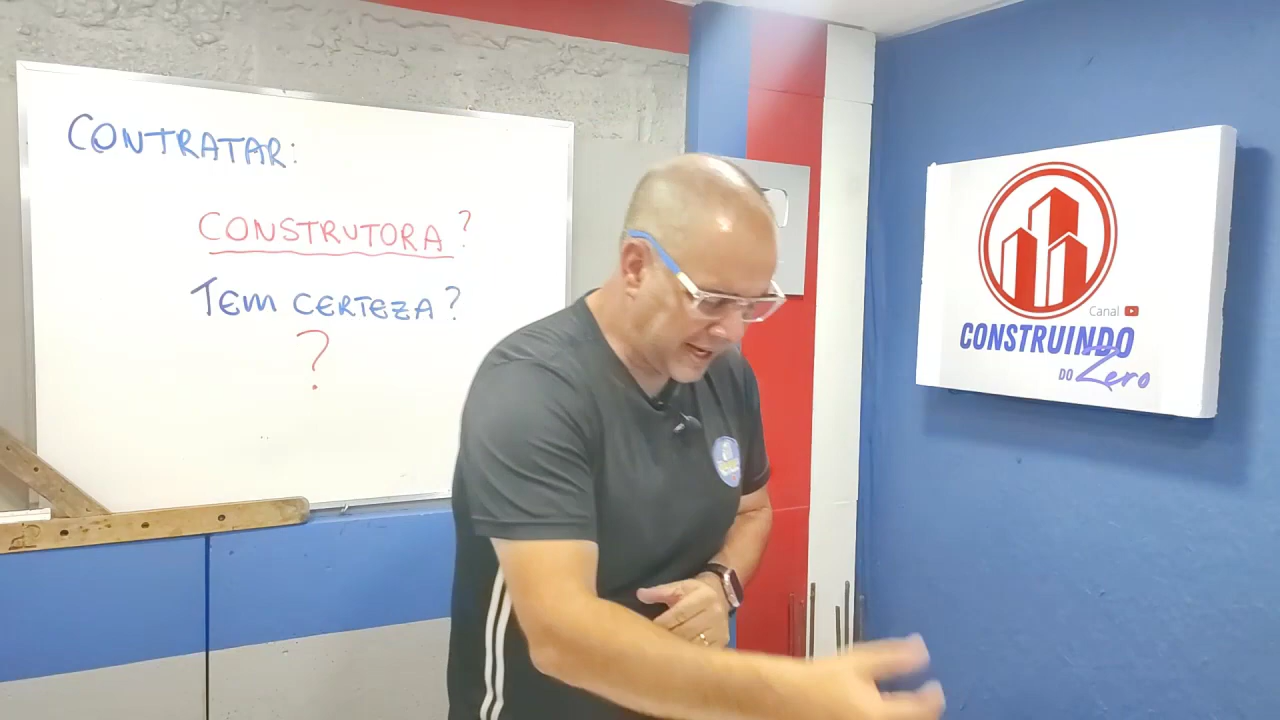 CONTRATAR:
CONSTRUTORA?
TEM CERTEZA?
?
Canal
CONSTRUINDO
DO Zero